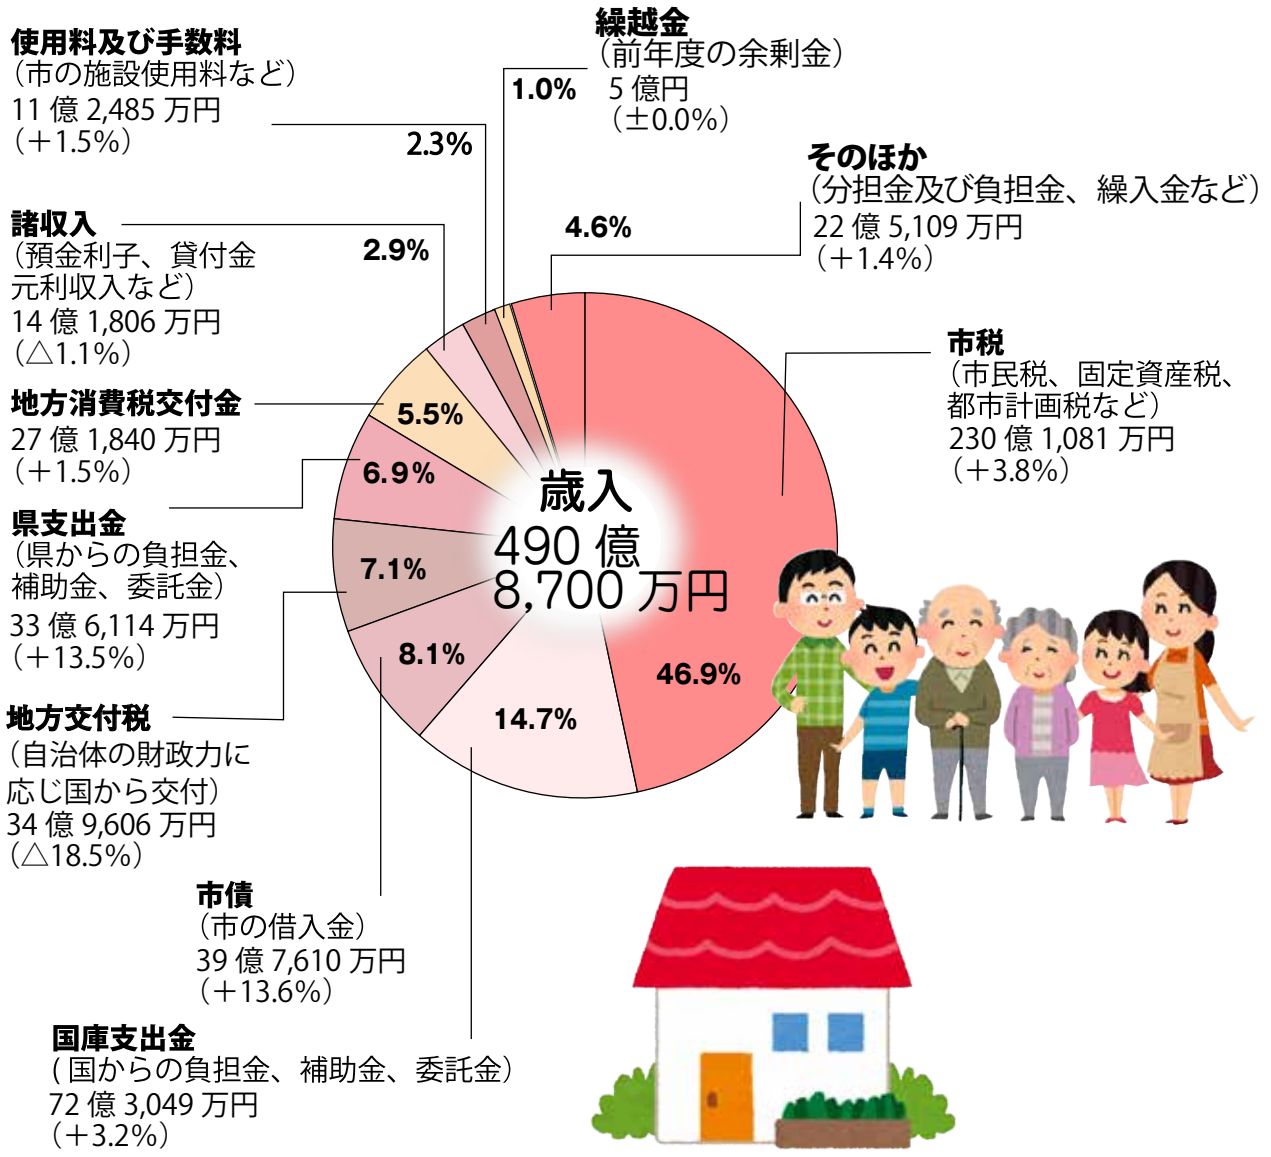 使用料及び手数料
（市の施設使用料など）
11 億 2,485 万円
（＋1.5%）
2.3%
繰越金
（前年度の余剰金）
5 億円
（±0.0%）
1.0%
そのほか
（分担金及び負担金、繰入金など）
22 億 5,109 万円
（＋1.4%）
4.6%
諸収入
（預金利子、貸付金
元利収入など）
14 億 1,806 万円
（△1.1%）
2.9%
市税
（市民税、固定資産税、
都市計画税など）
230 億 1,081 万円
（＋3.8%）
46.9%
地方消費税交付金
27 億 1,840 万円
（＋1.5%）
5.5%
県支出金
（県からの負担金、
補助金、委託金）
33 億 6,114 万円
（＋13.5%）
6.9%
歳入
490 億
8,700 万円
地方交付税
（自治体の財政力に
応じ国から交付）
34 億 9,606 万円
（△18.5%）
7.1%
市債
（市の借入金）
39 億 7,610 万円
（＋13.6%）
8.1%
国庫支出金
( 国からの負担金、補助金、委託金）
72 億 3,049 万円
（＋3.2%）
14.7%